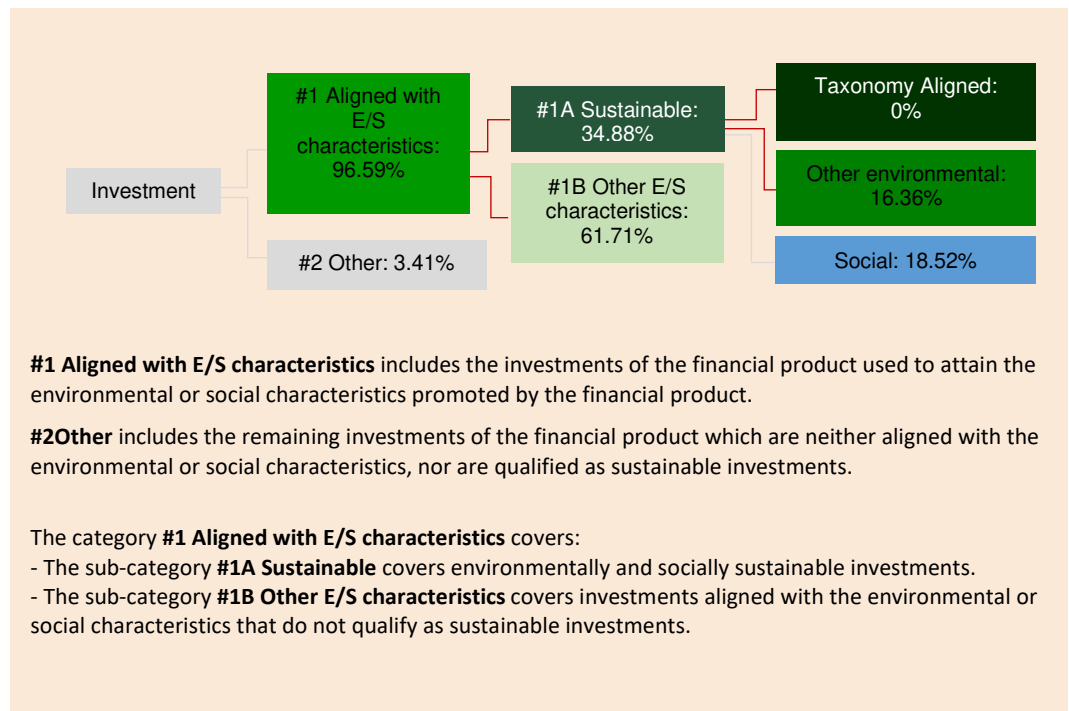 Investment
#1 Aligned with
E/S
characteristics:
96.59%
#2 Other: 3.41%
#1A Sustainable:
34.88%
#1B Other E/S
characteristics:
61.71%
Taxonomy Aligned:
0%
Other environmental:
16.36%
Social: 18.52%
#1 Aligned with E/S characteristics includes the investments of the financial product used to attain the
environmental or social characteristics promoted by the financial product.
#2Other includes the remaining investments of the financial product which are neither aligned with the
environmental or social characteristics, nor are qualified as sustainable investments.
The category #1 Aligned with E/S characteristics covers:
- The sub-category #1A Sustainable covers environmentally and socially sustainable investments.
- The sub-category #1B Other E/S characteristics covers investments aligned with the environmental or
social characteristics that do not qualify as sustainable investments.